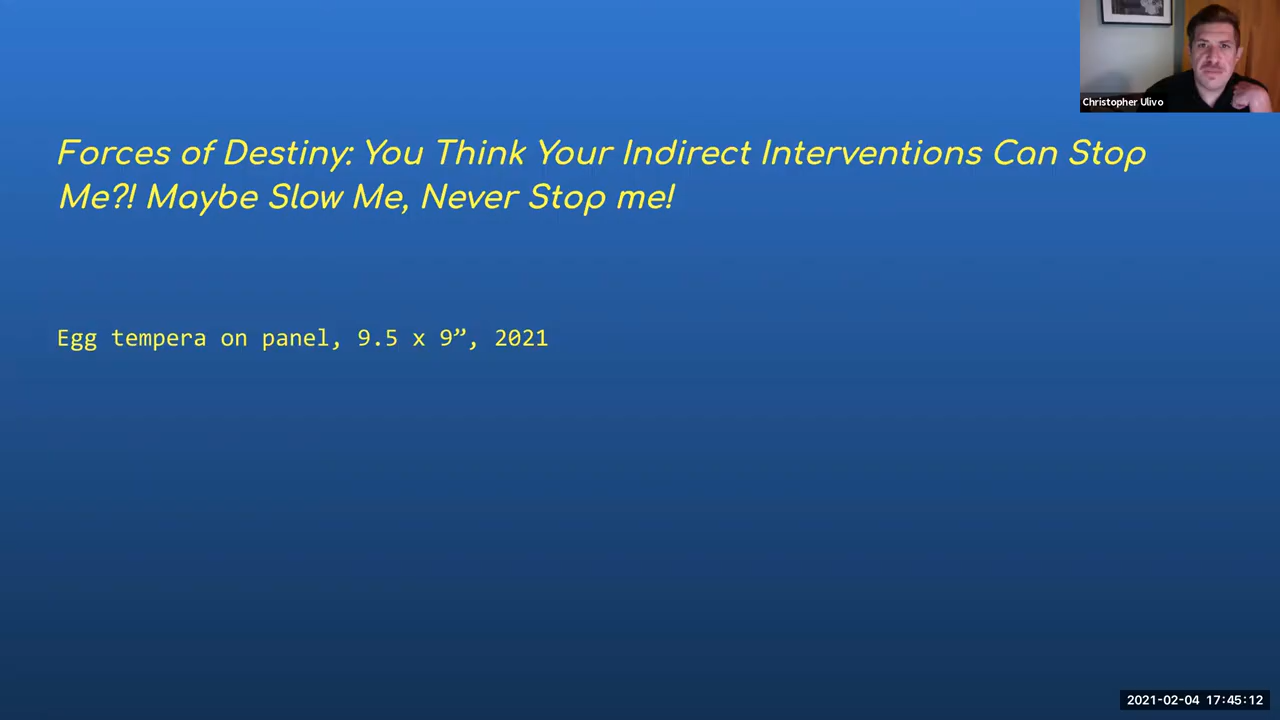 Christopher Ulivo
Forces of Destiny: You Think Your Indirect Interventions Can Stop
Me?! Maybe Slow Me, Never Stop me!
Egg tempera on panel, 9.5 x 9”, 2021
2021-02-04 17:45:12